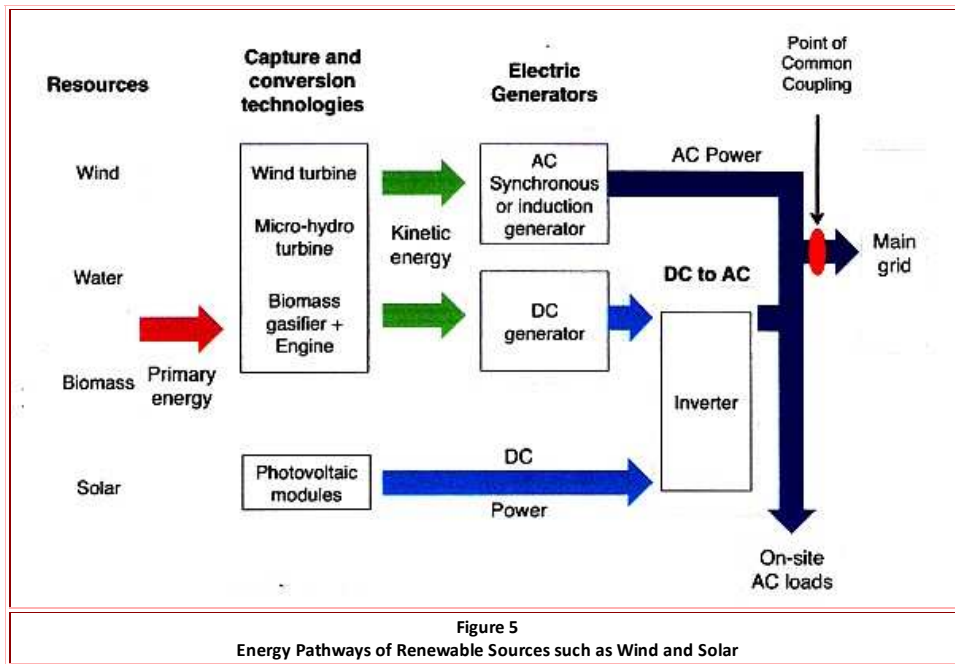 Resources
Capture and
conversion
technologies
Electric
Generators
Point of
Common
Coupling
Wind
Water
Biomass
Solar
Primary
energy
Wind turbine
Micro-hydro
turbine
Biomass
gasifier +
Engine
Photovoltaic
modules
Kinetic
energy
AC
Synchronous
or induction
generator
DC
generator
DC
Power
AC Power
DC to AC
Inverter
Main
grid
On-site
AC loads
Figure 5
Energy Pathways of Renewable Sources such as Wind and Solar